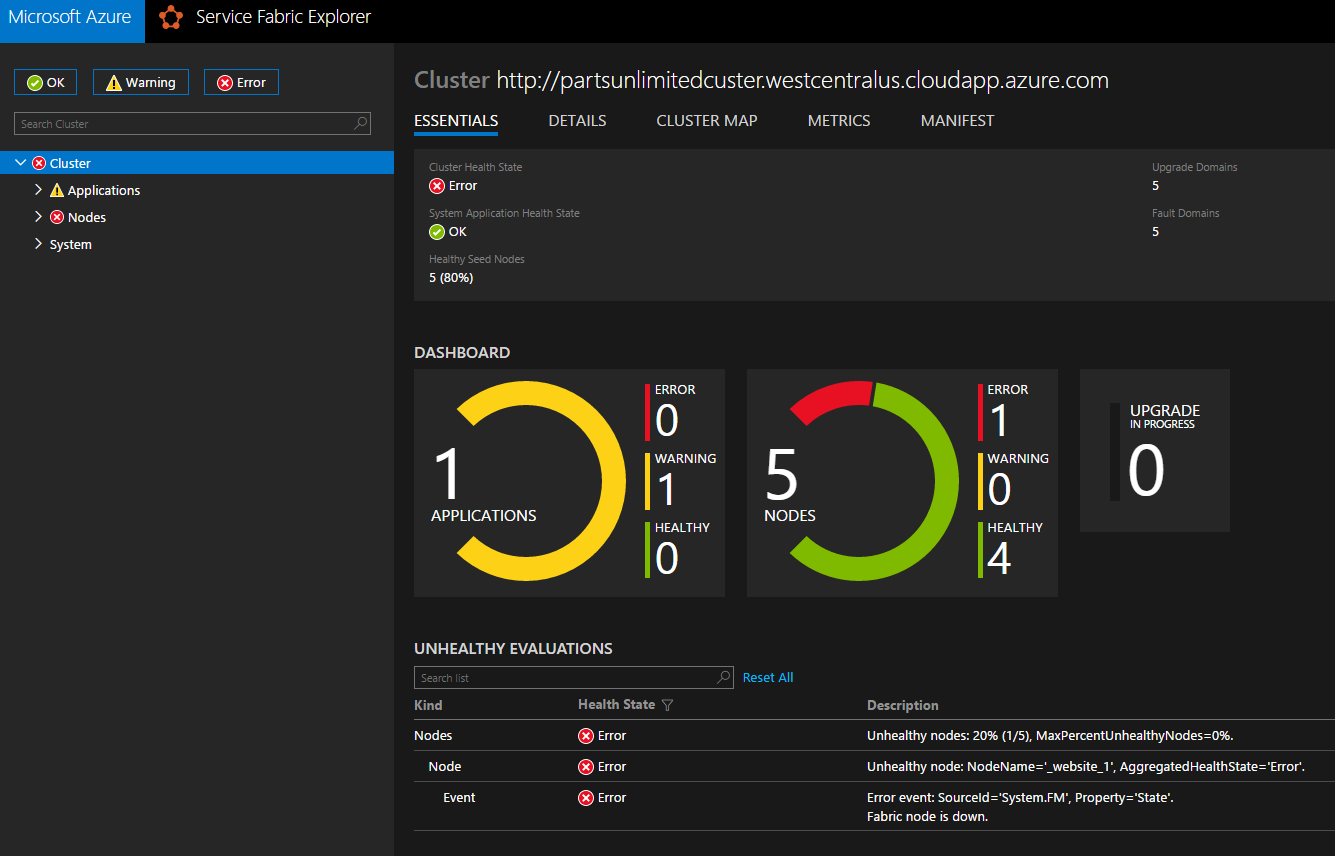 Microsoft Azure Service Fabric Explorer
OK Warning Error
Search Cluster
Cluster
Applications
Nodes
System
Cluster http://partsunlimitedcuster.westcentralus.cloudapp.azure.com
ESSENTIALS DETAILS CLUSTER MAP METRICS MANIFEST
Cluster Health State
Error
System Application Health State
OK
Healthy Seed Nodes
5 (80%)
Upgrade Domains
5
Fault Domains
5
DASHBOARD
1
APPLICATIONS
ERROR
0
WARNING
1
HEALTHY
0
5
NODES
ERROR
1
WARNING
0
HEALTHY
4
UPGRADE
IN PROGRESS
0
UNHEALTHY EVALUATIONS
Search list Reset All
Kind Health State Description
Nodes Error Unhealthy nodes: 20% (1/5), MaxPercentUnhealthyNodes=0%.
Node Error Unhealthy node: NodeName='_website_1', AggregatedHealthState='Error'.
Event Error Error event: SourceId='System.FM', Property='State'.
Fabric node is down.